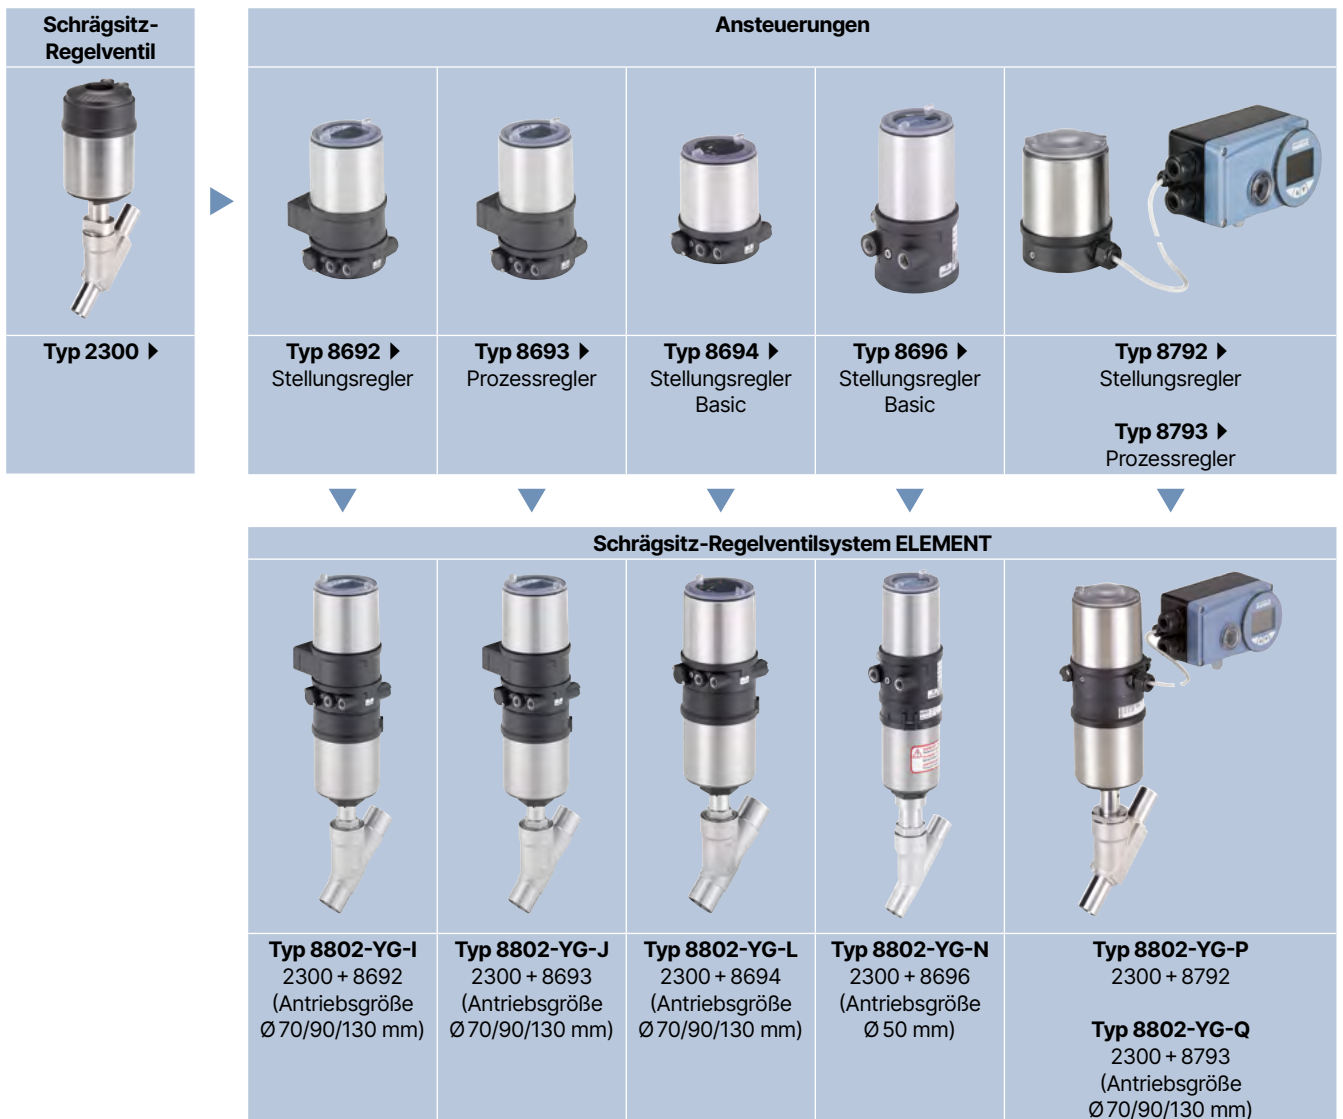 Schrägsitz-
Regelventil
Ansteuerungen
Typ 2300
Typ 8692
Stellungsregler
Typ 8693
Prozessregler
Typ 8694
Stellungsregler
Basic
Typ 8696
Stellungsregler
Basic
Typ 8792
Stellungsregler
Typ 8793
Prozessregler
Schrägsitz-Regelventilsystem ELEMENT
Typ 8802-YG-I
2300 + 8692
(Antriebsgröße
Ø 70/90/130 mm)
Typ 8802-YG-J
2300 + 8693
(Antriebsgröße
Ø 70/90/130 mm)
Typ 8802-YG-L
2300 + 8694
(Antriebsgröße
Ø 70/90/130 mm)
Typ 8802-YG-N
2300 + 8696
(Antriebsgröße
Ø 50 mm)
Typ 8802-YG-P
2300 + 8792
Typ 8802-YG-Q
2300 + 8793
(Antriebsgröße
Ø 70/90/130 mm)